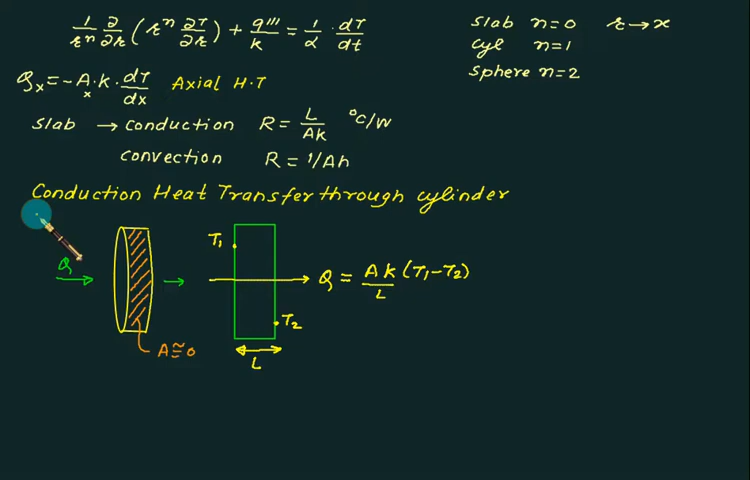 1/r^n ∂/∂r (r^n ∂T/∂r) + q'''/k = 1/α · dT/dt
Slab n=0 r→x
Cyl n=1
Sphere n=2
Qx = -Ax·k·dT/dx Axial H.T
Slab → Conduction R = L/Ak °C/W
Convection R = 1/Ah
Conduction Heat Transfer through cylinder
T1
Q
Q = Ak/L (T1-T2)
T2
A≅0
L